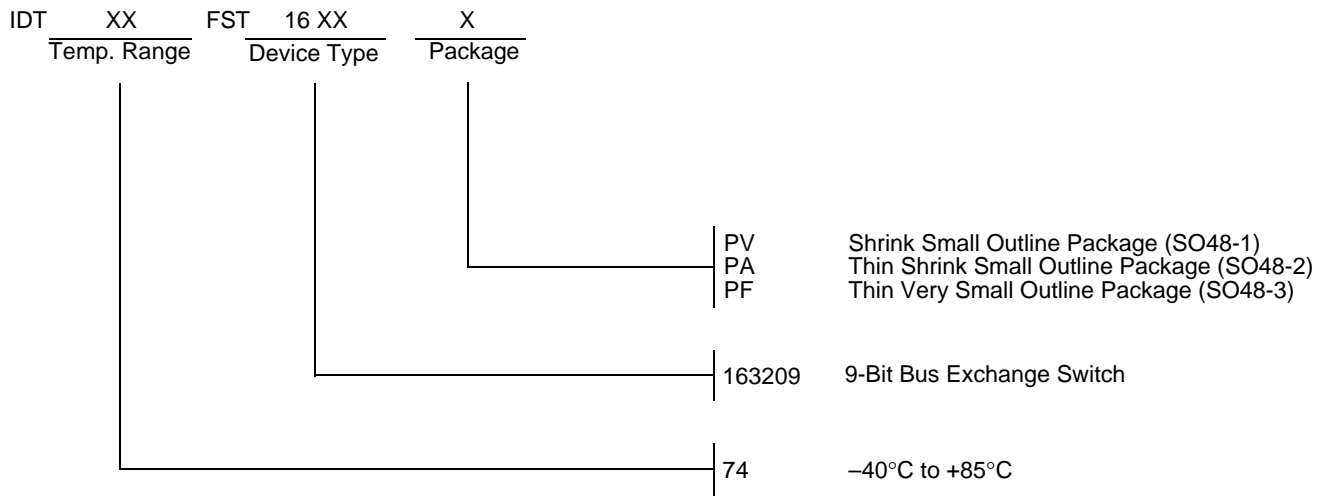 IDT XX FST 16 XX X
Temp. Range Device Type Package
PV Shrink Small Outline Package (SO48-1)
PA Thin Shrink Small Outline Package (SO48-2)
PF Thin Very Small Outline Package (SO48-3)
163209 9-Bit Bus Exchange Switch
74 –40°C to +85°C